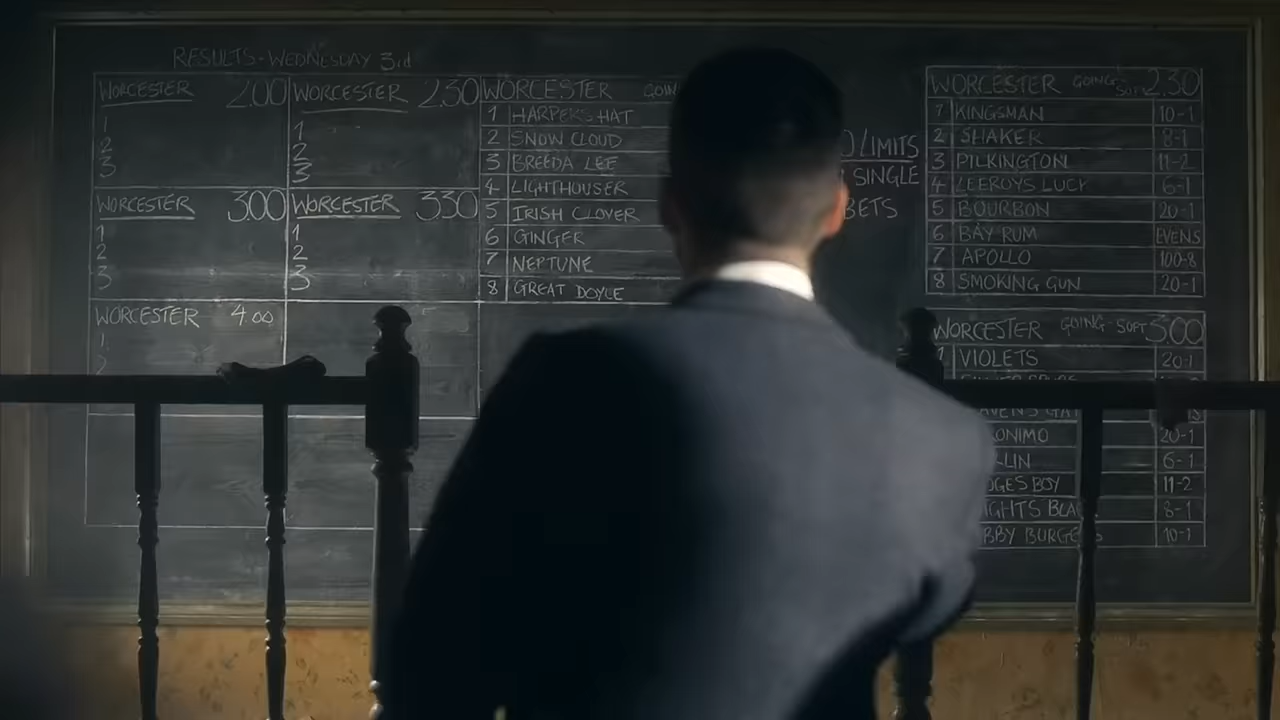 RESULTS-WEDNESDAY 3rd
WORCESTER 2.00
1
2
3
WORCESTER 2.30
1
2
3
WORCESTER 3.00
1
2
3
WORCESTER 3.30
1
2
3
WORCESTER 4.00
1
2
WORCESTER
1 HARPER'S HAT
2 SNOW CLOUD
3 BREEDA LEE
4 LIGHTHOUSER
5 IRISH CLOVER
6 GINGER
7 NEPTUNE
8 GREAT DOYLE
LIMITS
SINGLE
BETS
WORCESTER GOING-SOFT 2.30
KINGSMAN 10-1
2 SHAKER 8-1
3 PILKINGTON 11-2
4 LEEROYS LUCK 6-1
5 BOURBON 20-1
6 BAY RUM EVENS
7 APOLLO 100-8
8 SMOKING GUN 20-1
WORCESTER GOING-SOFT 3.00
1 VIOLETS 20-1
20-1
6-1
11-2
8-1
10-1